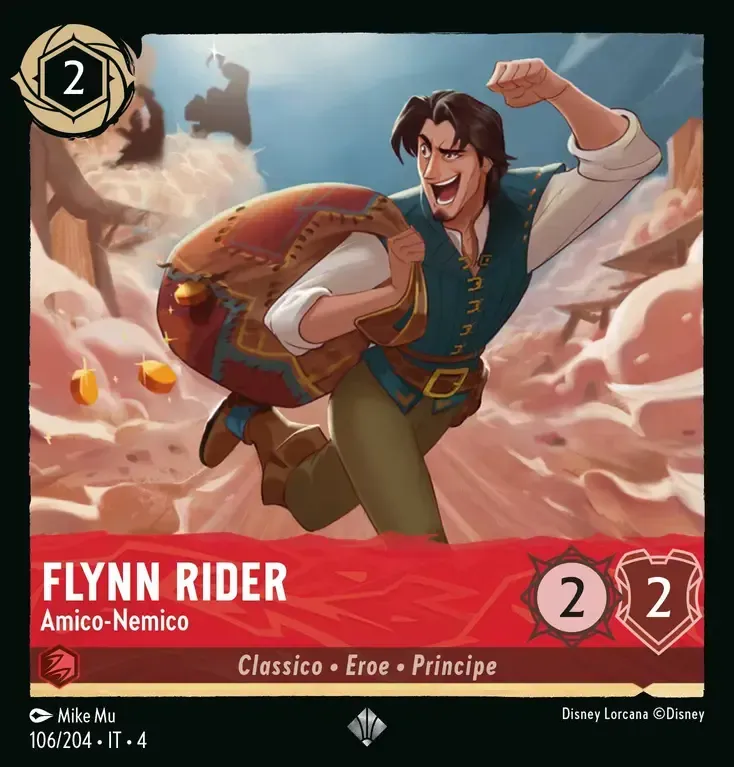 2
FLYNN RIDER
Amico-Nemico
2
2
Classico • Eroe • Principe
Mike Mu
Disney Lorcana ©Disney
106/204 • IT • 4